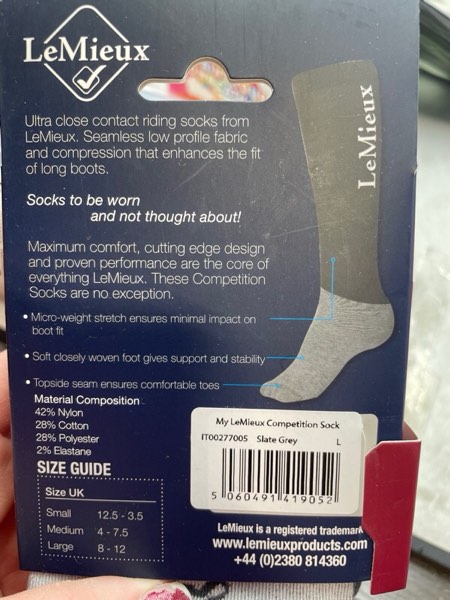 LeMieux
Ultra close contact riding socks from
LeMieux. Seamless low profile fabric
and compression that enhances the fit
of long boots.
Socks to be worn
and not thought about!
Maximum comfort, cutting edge design
and proven performance are the core of
everything LeMieux. These Competition
Socks are no exception.
• Micro-weight stretch ensures minimal impact on
boot fit
• Soft closely woven foot gives support and stability
• Topside seam ensures comfortable toes
Material Composition
42% Nylon
28% Cotton
28% Polyester
2% Elastane
SIZE GUIDE
Size UK
Small 12.5 - 3.5
Medium 4 - 7.5
Large 8 - 12
LeMieux
My LeMieux Competition Sock
IT00277005 Slate Grey L
5 060491 419052
LeMieux is a registered trademark
www.lemieuxproducts.com
+44 (0)2380 814360